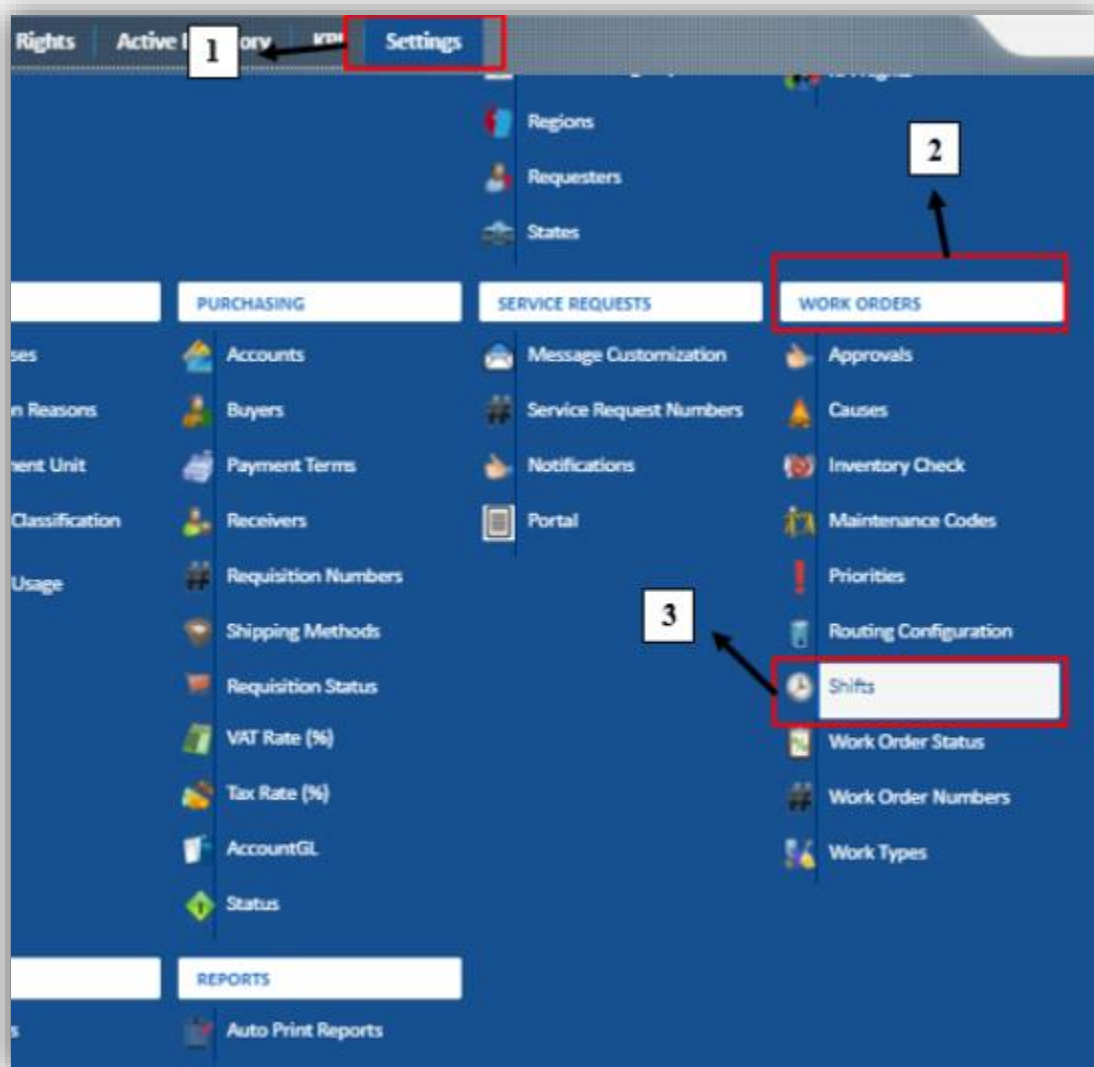 Rights
Active
ory
Settings
1
Regions
2
Requesters
States
PURCHASING
SERVICE REQUESTS
WORK ORDERS
ses
Accounts
Message Customization
Approvals
n Reasons
Buyers
Service Request Numbers
Causes
ment Unit
Payment Terms
Notifications
Inventory Check
Classification
Receivers
Portal
Maintenance Codes
Usage
Requisition Numbers
Priorities
3
Shipping Methods
Routing Configuration
Requisition Status
Shifts
VAT Rate (%)
Work Order Status
Tax Rate (%)
Work Order Numbers
AccountGL
Work Types
Status
REPORTS
s
Auto Print Reports